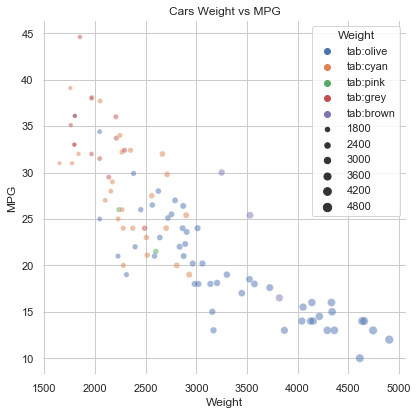 Cars Weight vs MPG
Weight
tab:olive
tab:cyan
tab:pink
tab:grey
tab:brown
1800
2400
3000
3600
4200
4800
45
40
35
30
25
20
15
10
MPG
1500 2000 2500 3000 3500 4000 4500 5000
Weight